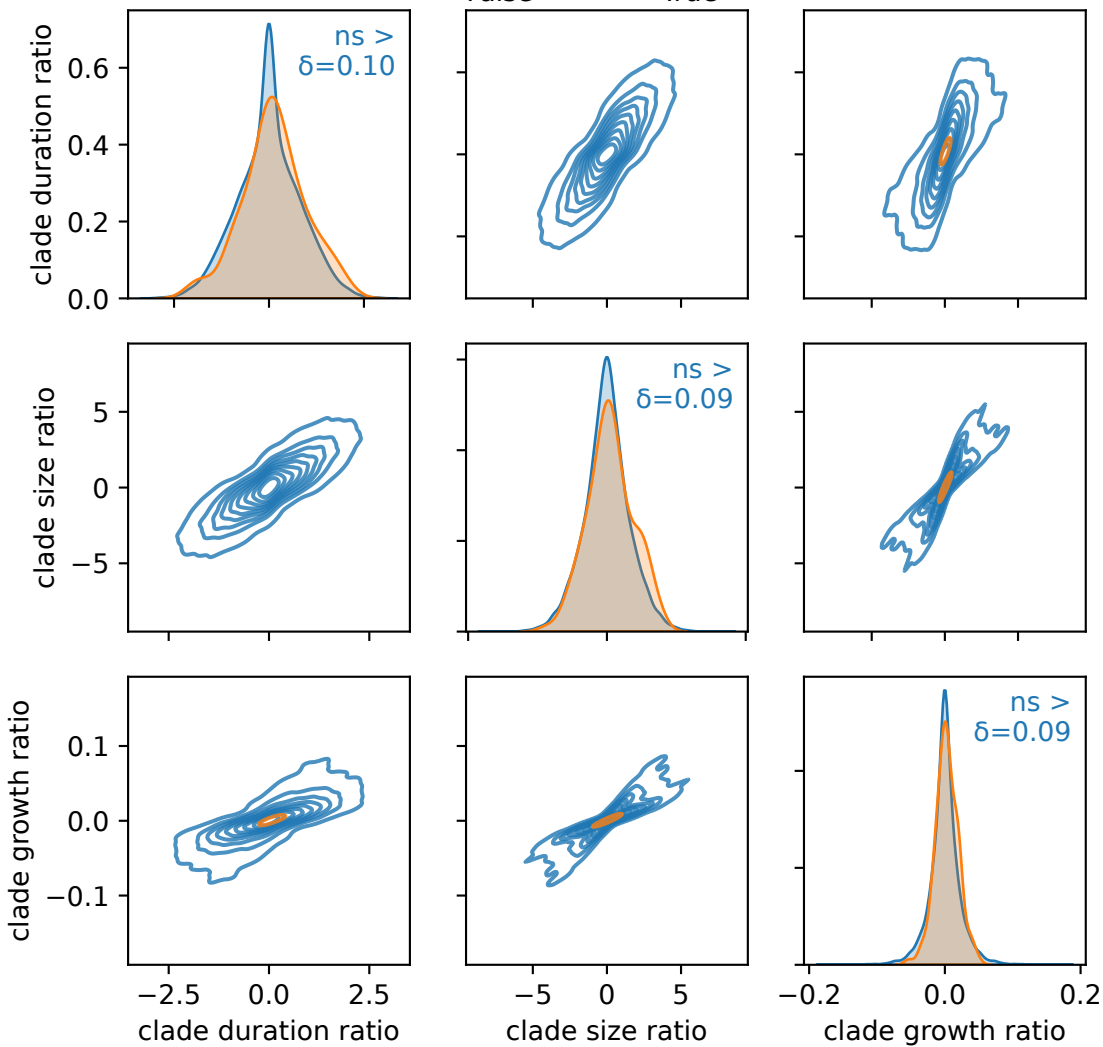 clade duration ratio
0.6
0.4
0.2
0.0
ns >
δ=0.10
clade size ratio
5
0
−5
ns >
δ=0.09
clade growth ratio
0.1
0.0
−0.1
ns >
δ=0.09
−2.5 0.0 2.5
−5 0 5
−0.2 0.0 0.2
clade duration ratio
clade size ratio
clade growth ratio